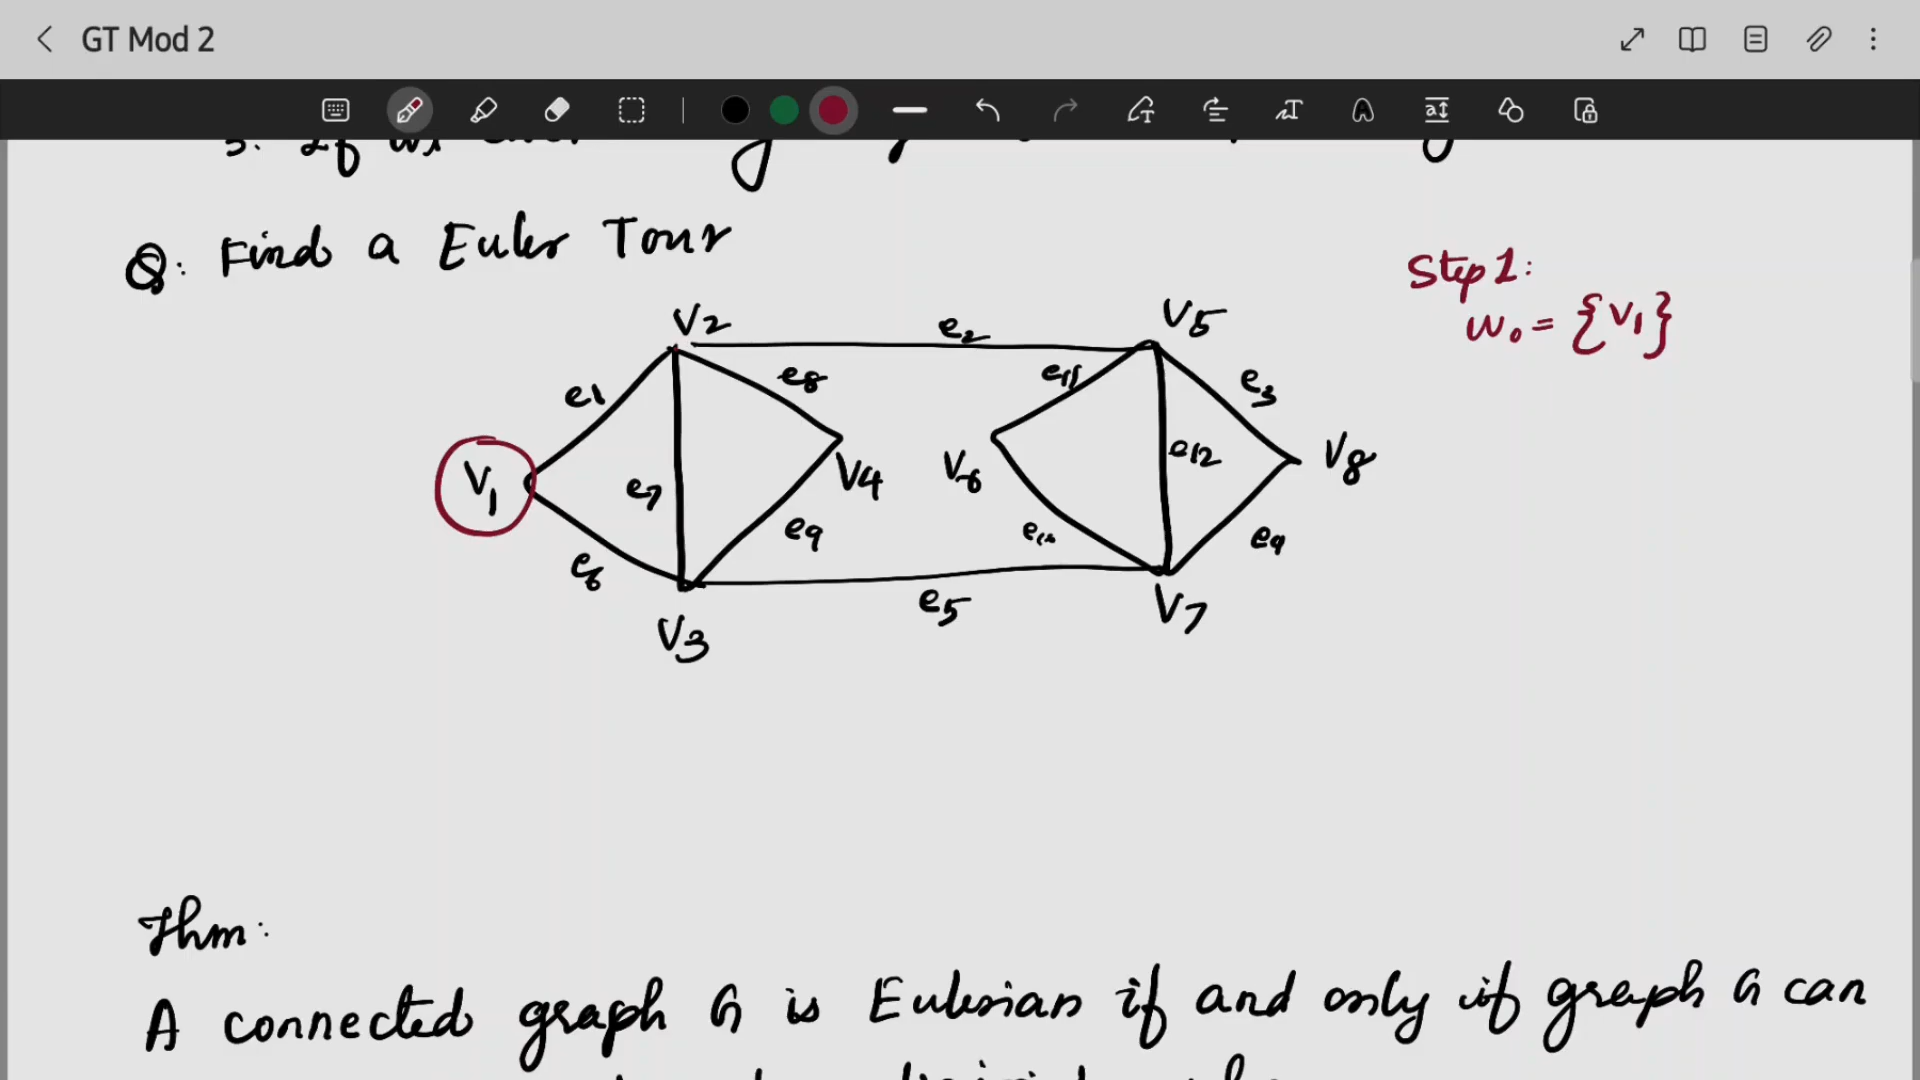 GT Mod 2
3. If
Q: Find a Euler Tour
Step 1:
w₀ = {V₁}
V2 e2 V5
e1 e8 e11 e3
V₁ e7 V4 V6 e12 V8
e6 e9 e10 e4
V3 e5 V7
Thm:
A connected graph G is Eulerian if and only if graph G can